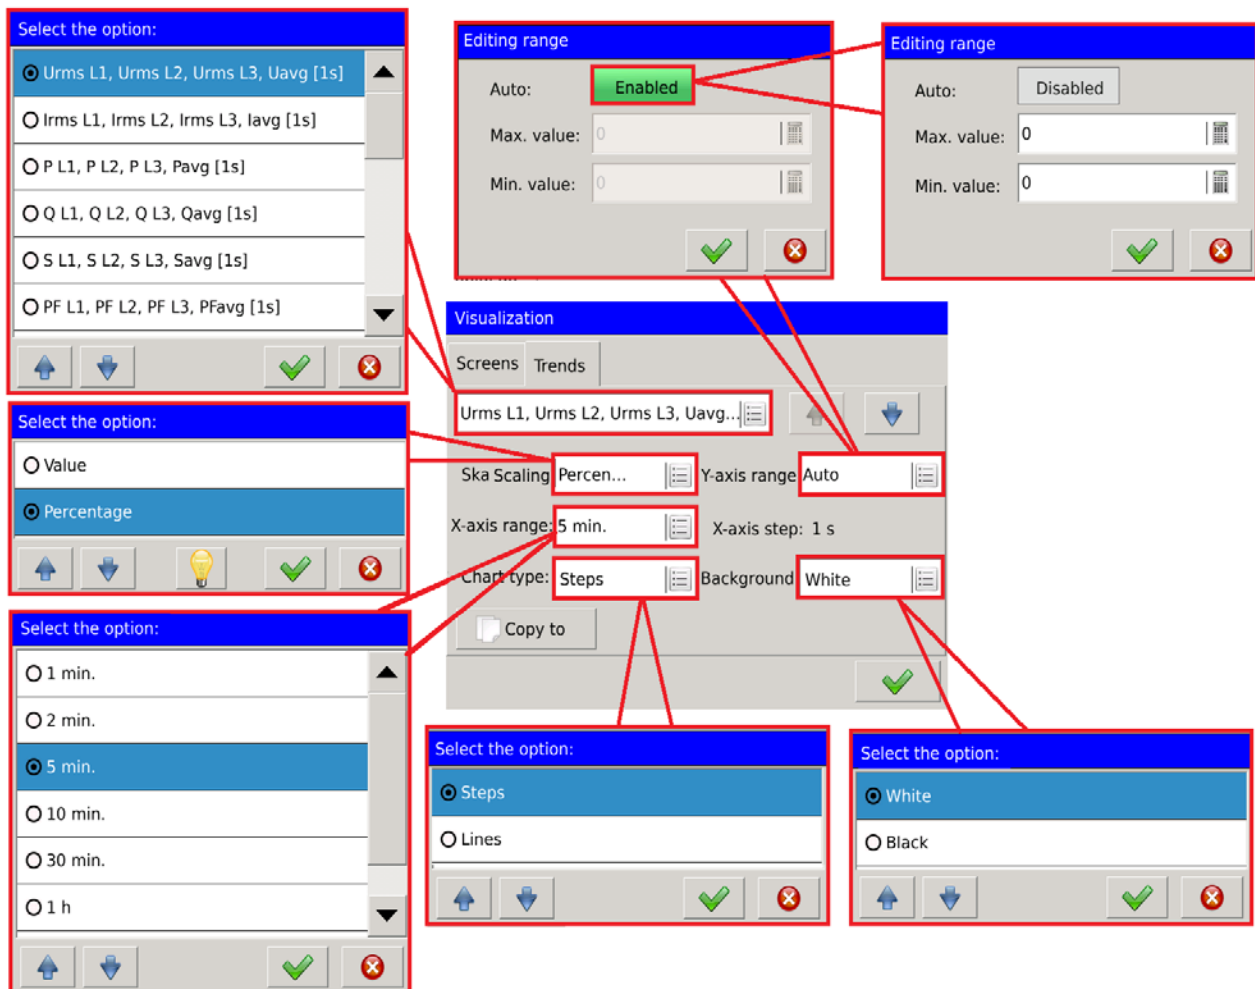 Select the option:
Urms L1, Urms L2, Urms L3, Uavg [1s]
Irms L1, Irms L2, Irms L3, Iavg [1s]
P L1, P L2, P L3, Pavg [1s]
Q L1, Q L2, Q L3, Qavg [1s]
S L1, S L2, S L3, Savg [1s]
PF L1, PF L2, PF L3, PFavg [1s]
Editing range
Auto: Enabled
Max. value: 0
Min. value: 0
Editing range
Auto: Disabled
Max. value: 0
Min. value: 0
Visualization
Screens Trends
Urms L1, Urms L2, Urms L3, Uavg...
Ska Scaling Percen... Y-axis range Auto
X-axis range: 5 min. X-axis step: 1 s
Chart type: Steps Background White
Copy to
Select the option:
Value
Percentage
Select the option:
1 min.
2 min.
5 min.
10 min.
30 min.
1 h
Select the option:
Steps
Lines
Select the option:
White
Black